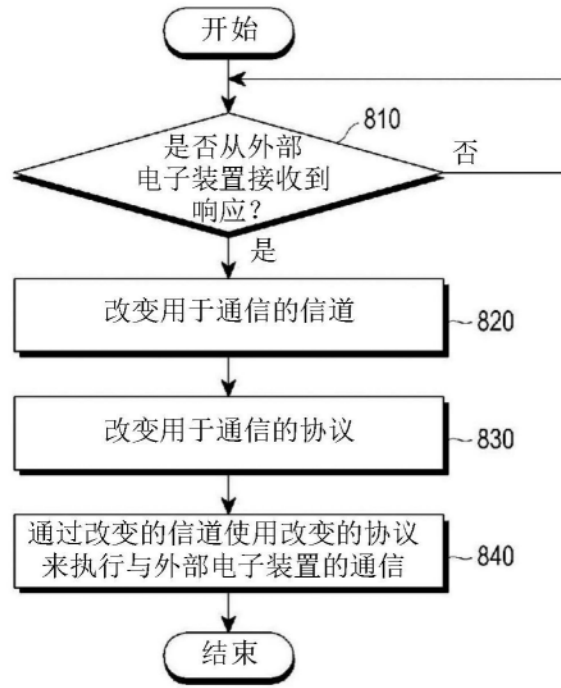 开始
810
是否从外部
电子装置接收到
响应?
否
是
改变用于通信的信道
820
改变用于通信的协议
830
通过改变的信道使用改变的协议
来执行与外部电子装置的通信
840
结束